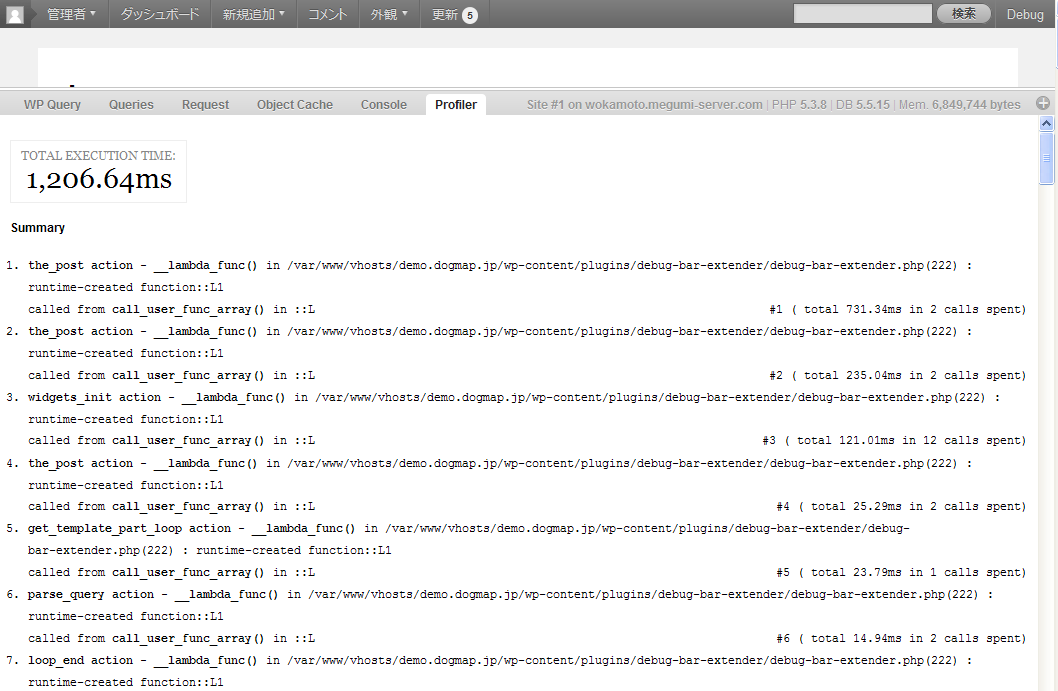 管理者 ダッシュボード 新規追加 コメント 外観 更新 5 検索 Debug
WP Query Queries Request Object Cache Console Profiler Site #1 on wokamoto.megumi-server.com | PHP 5.3.8 | DB 5.5.15 | Mem. 6,849,744 bytes
TOTAL EXECUTION TIME:
1,206.64ms
Summary
1. the_post action - __lambda_func() in /var/www/vhosts/demo.dogmap.jp/wp-content/plugins/debug-bar-extender/debug-bar-extender.php(222) :
runtime-created function::L1
called from call_user_func_array() in ::L #1 ( total 731.34ms in 2 calls spent)
2. the_post action - __lambda_func() in /var/www/vhosts/demo.dogmap.jp/wp-content/plugins/debug-bar-extender/debug-bar-extender.php(222) :
runtime-created function::L1
called from call_user_func_array() in ::L #2 ( total 235.04ms in 2 calls spent)
3. widgets_init action - __lambda_func() in /var/www/vhosts/demo.dogmap.jp/wp-content/plugins/debug-bar-extender/debug-bar-extender.php(222) :
runtime-created function::L1
called from call_user_func_array() in ::L #3 ( total 121.01ms in 12 calls spent)
4. the_post action - __lambda_func() in /var/www/vhosts/demo.dogmap.jp/wp-content/plugins/debug-bar-extender/debug-bar-extender.php(222) :
runtime-created function::L1
called from call_user_func_array() in ::L #4 ( total 25.29ms in 2 calls spent)
5. get_template_part_loop action - __lambda_func() in /var/www/vhosts/demo.dogmap.jp/wp-content/plugins/debug-bar-extender/debug-
bar-extender.php(222) : runtime-created function::L1
called from call_user_func_array() in ::L #5 ( total 23.79ms in 1 calls spent)
6. parse_query action - __lambda_func() in /var/www/vhosts/demo.dogmap.jp/wp-content/plugins/debug-bar-extender/debug-bar-extender.php(222) :
runtime-created function::L1
called from call_user_func_array() in ::L #6 ( total 14.94ms in 2 calls spent)
7. loop_end action - __lambda_func() in /var/www/vhosts/demo.dogmap.jp/wp-content/plugins/debug-bar-extender/debug-bar-extender.php(222) :
runtime-created function::L1